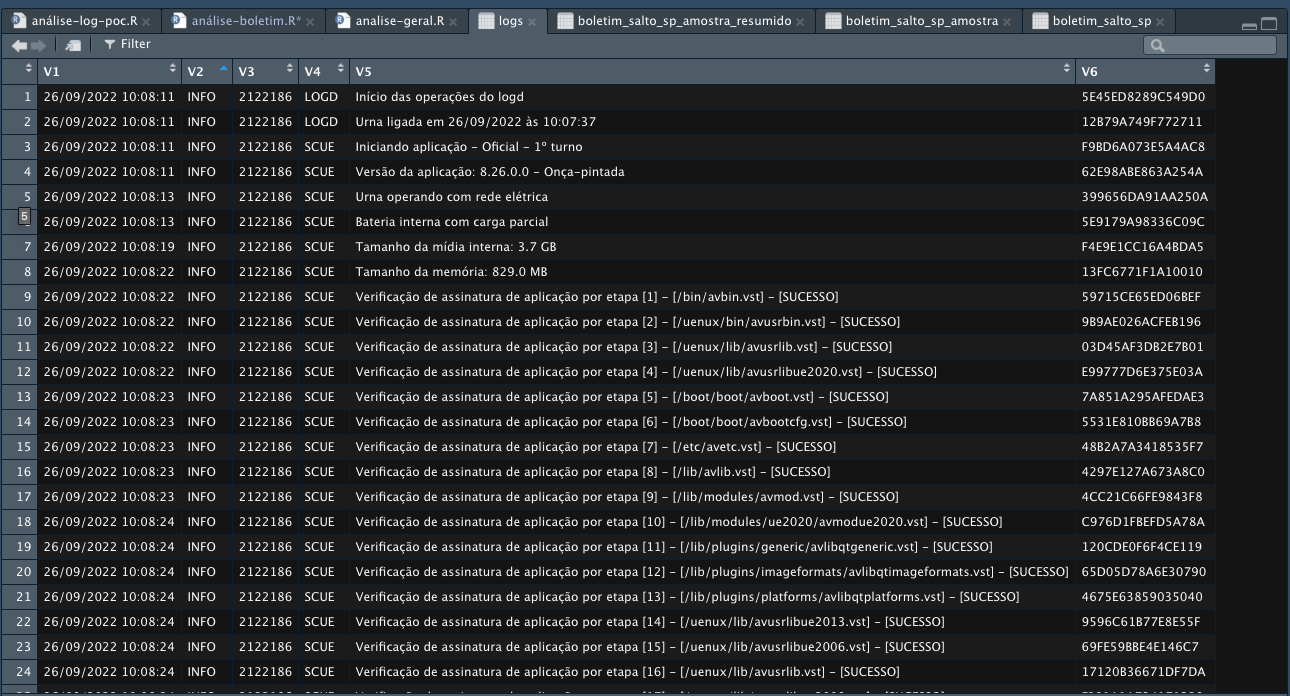 análise-log-poc.R análise-boletim.R* analise-geral.R logs boletim_salto_sp_amostra_resumido boletim_salto_sp_amostra boletim_salto_sp
Filter
V1 V2 V3 V4 V5 V6
1 26/09/2022 10:08:11 INFO 2122186 LOGD Início das operações do logd 5E45ED8289C549D0
2 26/09/2022 10:08:11 INFO 2122186 LOGD Urna ligada em 26/09/2022 às 10:07:37 12B79A749F772711
3 26/09/2022 10:08:11 INFO 2122186 SCUE Iniciando aplicação - Oficial - 1º turno F9BD6A073E5A4AC8
4 26/09/2022 10:08:11 INFO 2122186 SCUE Versão da aplicação: 8.26.0.0 - Onça-pintada 62E98ABE863A254A
5 26/09/2022 10:08:13 INFO 2122186 SCUE Urna operando com rede elétrica 399656DA91AA250A
5 26/09/2022 10:08:13 INFO 2122186 SCUE Bateria interna com carga parcial 5E9179A98336C09C
7 26/09/2022 10:08:19 INFO 2122186 SCUE Tamanho da mídia interna: 3.7 GB F4E9E1CC16A4BDA5
8 26/09/2022 10:08:22 INFO 2122186 SCUE Tamanho da memória: 829.0 MB 13FC6771F1A10010
9 26/09/2022 10:08:22 INFO 2122186 SCUE Verificação de assinatura de aplicação por etapa [1] - [/bin/avbin.vst] - [SUCESSO] 59715CE65ED06BEF
10 26/09/2022 10:08:22 INFO 2122186 SCUE Verificação de assinatura de aplicação por etapa [2] - [/uenux/bin/avusrbin.vst] - [SUCESSO] 9B9AE026ACFEB196
11 26/09/2022 10:08:22 INFO 2122186 SCUE Verificação de assinatura de aplicação por etapa [3] - [/uenux/lib/avusrlib.vst] - [SUCESSO] 03D45AF3DB2E7B01
12 26/09/2022 10:08:22 INFO 2122186 SCUE Verificação de assinatura de aplicação por etapa [4] - [/uenux/lib/avusrlibue2020.vst] - [SUCESSO] E99777D6E375E03A
13 26/09/2022 10:08:23 INFO 2122186 SCUE Verificação de assinatura de aplicação por etapa [5] - [/boot/boot/avboot.vst] - [SUCESSO] 7A851A295AFEDAE3
14 26/09/2022 10:08:23 INFO 2122186 SCUE Verificação de assinatura de aplicação por etapa [6] - [/boot/boot/avbootcfg.vst] - [SUCESSO] 5531E810BB69A7B8
15 26/09/2022 10:08:23 INFO 2122186 SCUE Verificação de assinatura de aplicação por etapa [7] - [/etc/avetc.vst] - [SUCESSO] 48B2A7A3418535F7
16 26/09/2022 10:08:23 INFO 2122186 SCUE Verificação de assinatura de aplicação por etapa [8] - [/lib/avlib.vst] - [SUCESSO] 4297E127A673A8C0
17 26/09/2022 10:08:23 INFO 2122186 SCUE Verificação de assinatura de aplicação por etapa [9] - [/lib/modules/avmod.vst] - [SUCESSO] 4CC21C66FE9843F8
18 26/09/2022 10:08:24 INFO 2122186 SCUE Verificação de assinatura de aplicação por etapa [10] - [/lib/modules/ue2020/avmodue2020.vst] - [SUCESSO] C976D1FBEFD5A78A
19 26/09/2022 10:08:24 INFO 2122186 SCUE Verificação de assinatura de aplicação por etapa [11] - [/lib/plugins/generic/avlibqtgeneric.vst] - [SUCESSO] 120CDE0F6F4CE119
20 26/09/2022 10:08:24 INFO 2122186 SCUE Verificação de assinatura de aplicação por etapa [12] - [/lib/plugins/imageformats/avlibqtimageformats.vst] - [SUCESSO] 65D05D78A6E30790
21 26/09/2022 10:08:24 INFO 2122186 SCUE Verificação de assinatura de aplicação por etapa [13] - [/lib/plugins/platforms/avlibqtplatforms.vst] - [SUCESSO] 4675E63859035040
22 26/09/2022 10:08:24 INFO 2122186 SCUE Verificação de assinatura de aplicação por etapa [14] - [/uenux/lib/avusrlibue2013.vst] - [SUCESSO] 9596C61B77E8E55F
23 26/09/2022 10:08:24 INFO 2122186 SCUE Verificação de assinatura de aplicação por etapa [15] - [/uenux/lib/avusrlibue2006.vst] - [SUCESSO] 69FE59BBE4E146C7
24 26/09/2022 10:08:24 INFO 2122186 SCUE Verificação de assinatura de aplicação por etapa [16] - [/uenux/lib/avusrlib.vst] - [SUCESSO] 17120B36671DF7DA